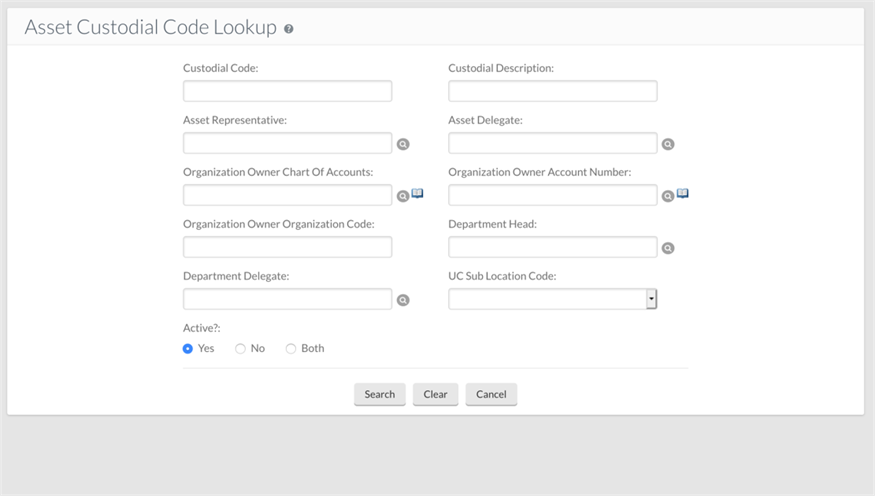 Asset Custodial Code Lookup ?
Custodial Code: Custodial Description:
Asset Representative: Asset Delegate:
Organization Owner Chart Of Accounts: Organization Owner Account Number:
Organization Owner Organization Code: Department Head:
Department Delegate: UC Sub Location Code:
Active?:
Yes No Both
Search Clear Cancel